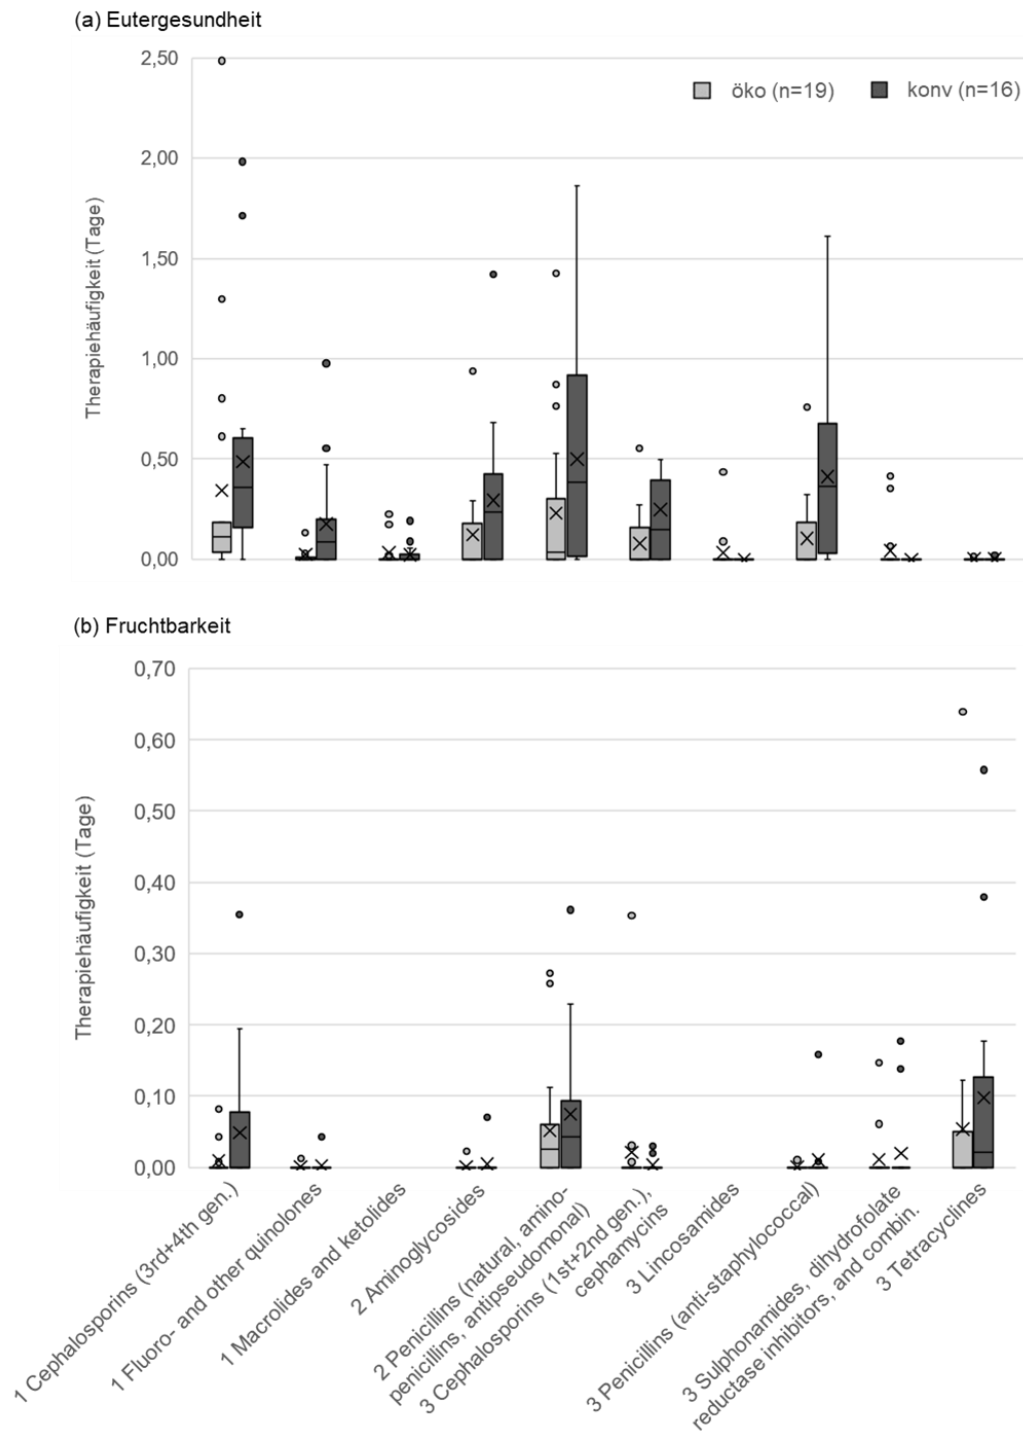 (a) Eutergesundheit
2,50
öko (n=19)
konv (n=16)
2,00
1,50
1,00
0,50
0,00
Therapiehäufigkeit (Tage)
(b) Fruchtbarkeit
0,70
0,60
0,50
0,40
0,30
0,20
0,10
0,00
Therapiehäufigkeit (Tage)
1 Cephalosporins (3rd+4th gen.)
1 Fluoro- and other quinolones
1 Macrolides and ketolides
2 Aminoglycosides
2 Penicillins (natural, amino-
penicillins, antipseudomonal)
3 Cephalosporins (1st+2nd gen.),
cephamycins
3 Lincosamides
3 Penicillins (anti-staphylococcal)
3 Sulphonamides, dihydrofolate
reductase inhibitors, and combin.
3 Tetracyclines